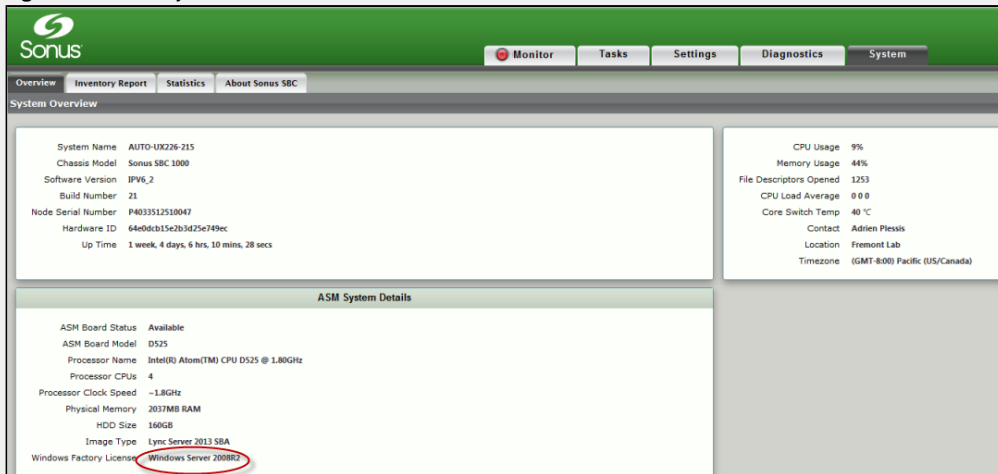 Sonus
Monitor Tasks Settings Diagnostics System
Overview Inventory Report Statistics About Sonus SBC
System Overview
System Name AUTO-UX226-215
Chassis Model Sonus SBC 1000
Software Version IPV6_2
Build Number 21
Node Serial Number P4033512510047
Hardware ID 64e0dcb15e2b3d25e749ec
Up Time 1 week, 4 days, 6 hrs, 10 mins, 28 secs
CPU Usage 9%
Memory Usage 44%
File Descriptors Opened 1253
CPU Load Average 0 0 0
Core Switch Temp 40 °C
Contact Adrien Plessis
Location Fremont Lab
Timezone (GMT-8:00) Pacific (US/Canada)
ASM System Details
ASM Board Status Available
ASM Board Model D525
Processor Name Intel(R) Atom(TM) CPU D525 @ 1.80GHz
Processor CPUs 4
Processor Clock Speed ~1.8GHz
Physical Memory 2037MB RAM
HDD Size 160GB
Image Type Lync Server 2013 SBA
Windows Factory License Windows Server 2008R2